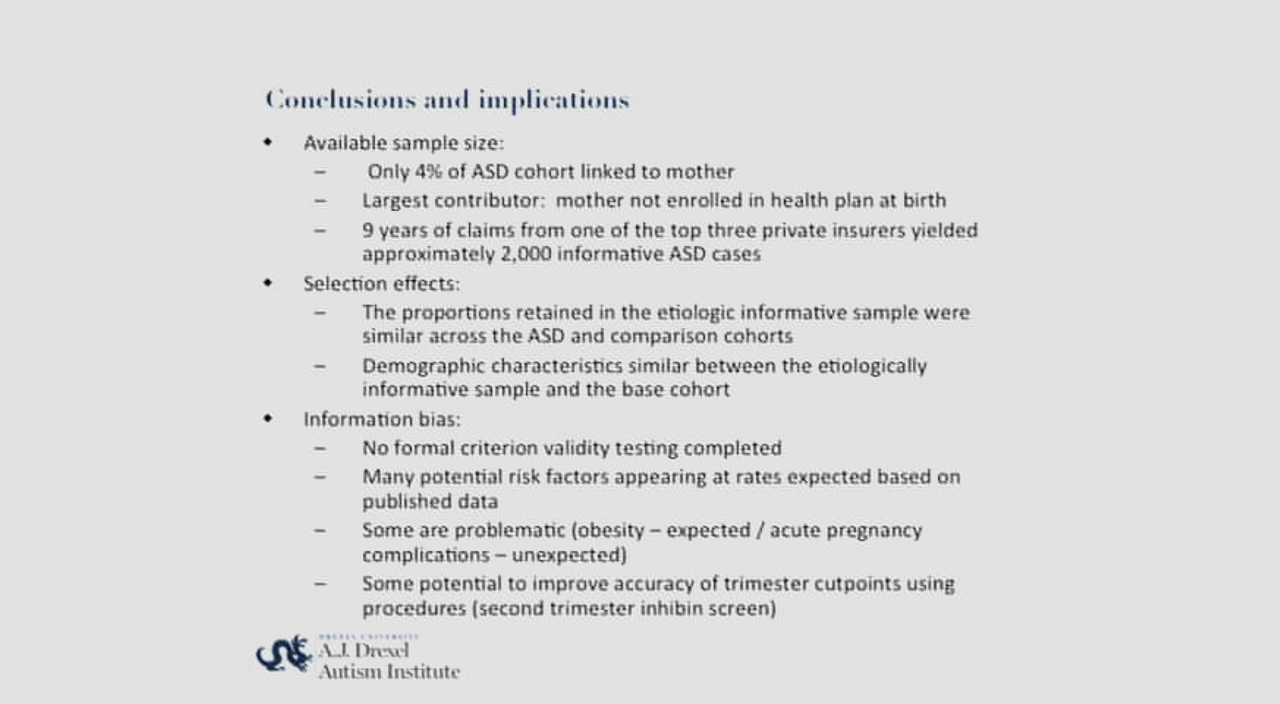 Conclusions and implications
Available sample size:
– Only 4% of ASD cohort linked to mother
– Largest contributor: mother not enrolled in health plan at birth
– 9 years of claims from one of the top three private insurers yielded
approximately 2,000 informative ASD cases
Selection effects:
– The proportions retained in the etiologic informative sample were
similar across the ASD and comparison cohorts
– Demographic characteristics similar between the etiologically
informative sample and the base cohort
Information bias:
– No formal criterion validity testing completed
– Many potential risk factors appearing at rates expected based on
published data
– Some are problematic (obesity – expected / acute pregnancy
complications – unexpected)
– Some potential to improve accuracy of trimester cutpoints using
procedures (second trimester inhibin screen)
DREXEL UNIVERSITY
A.J. Drexel
Autism Institute